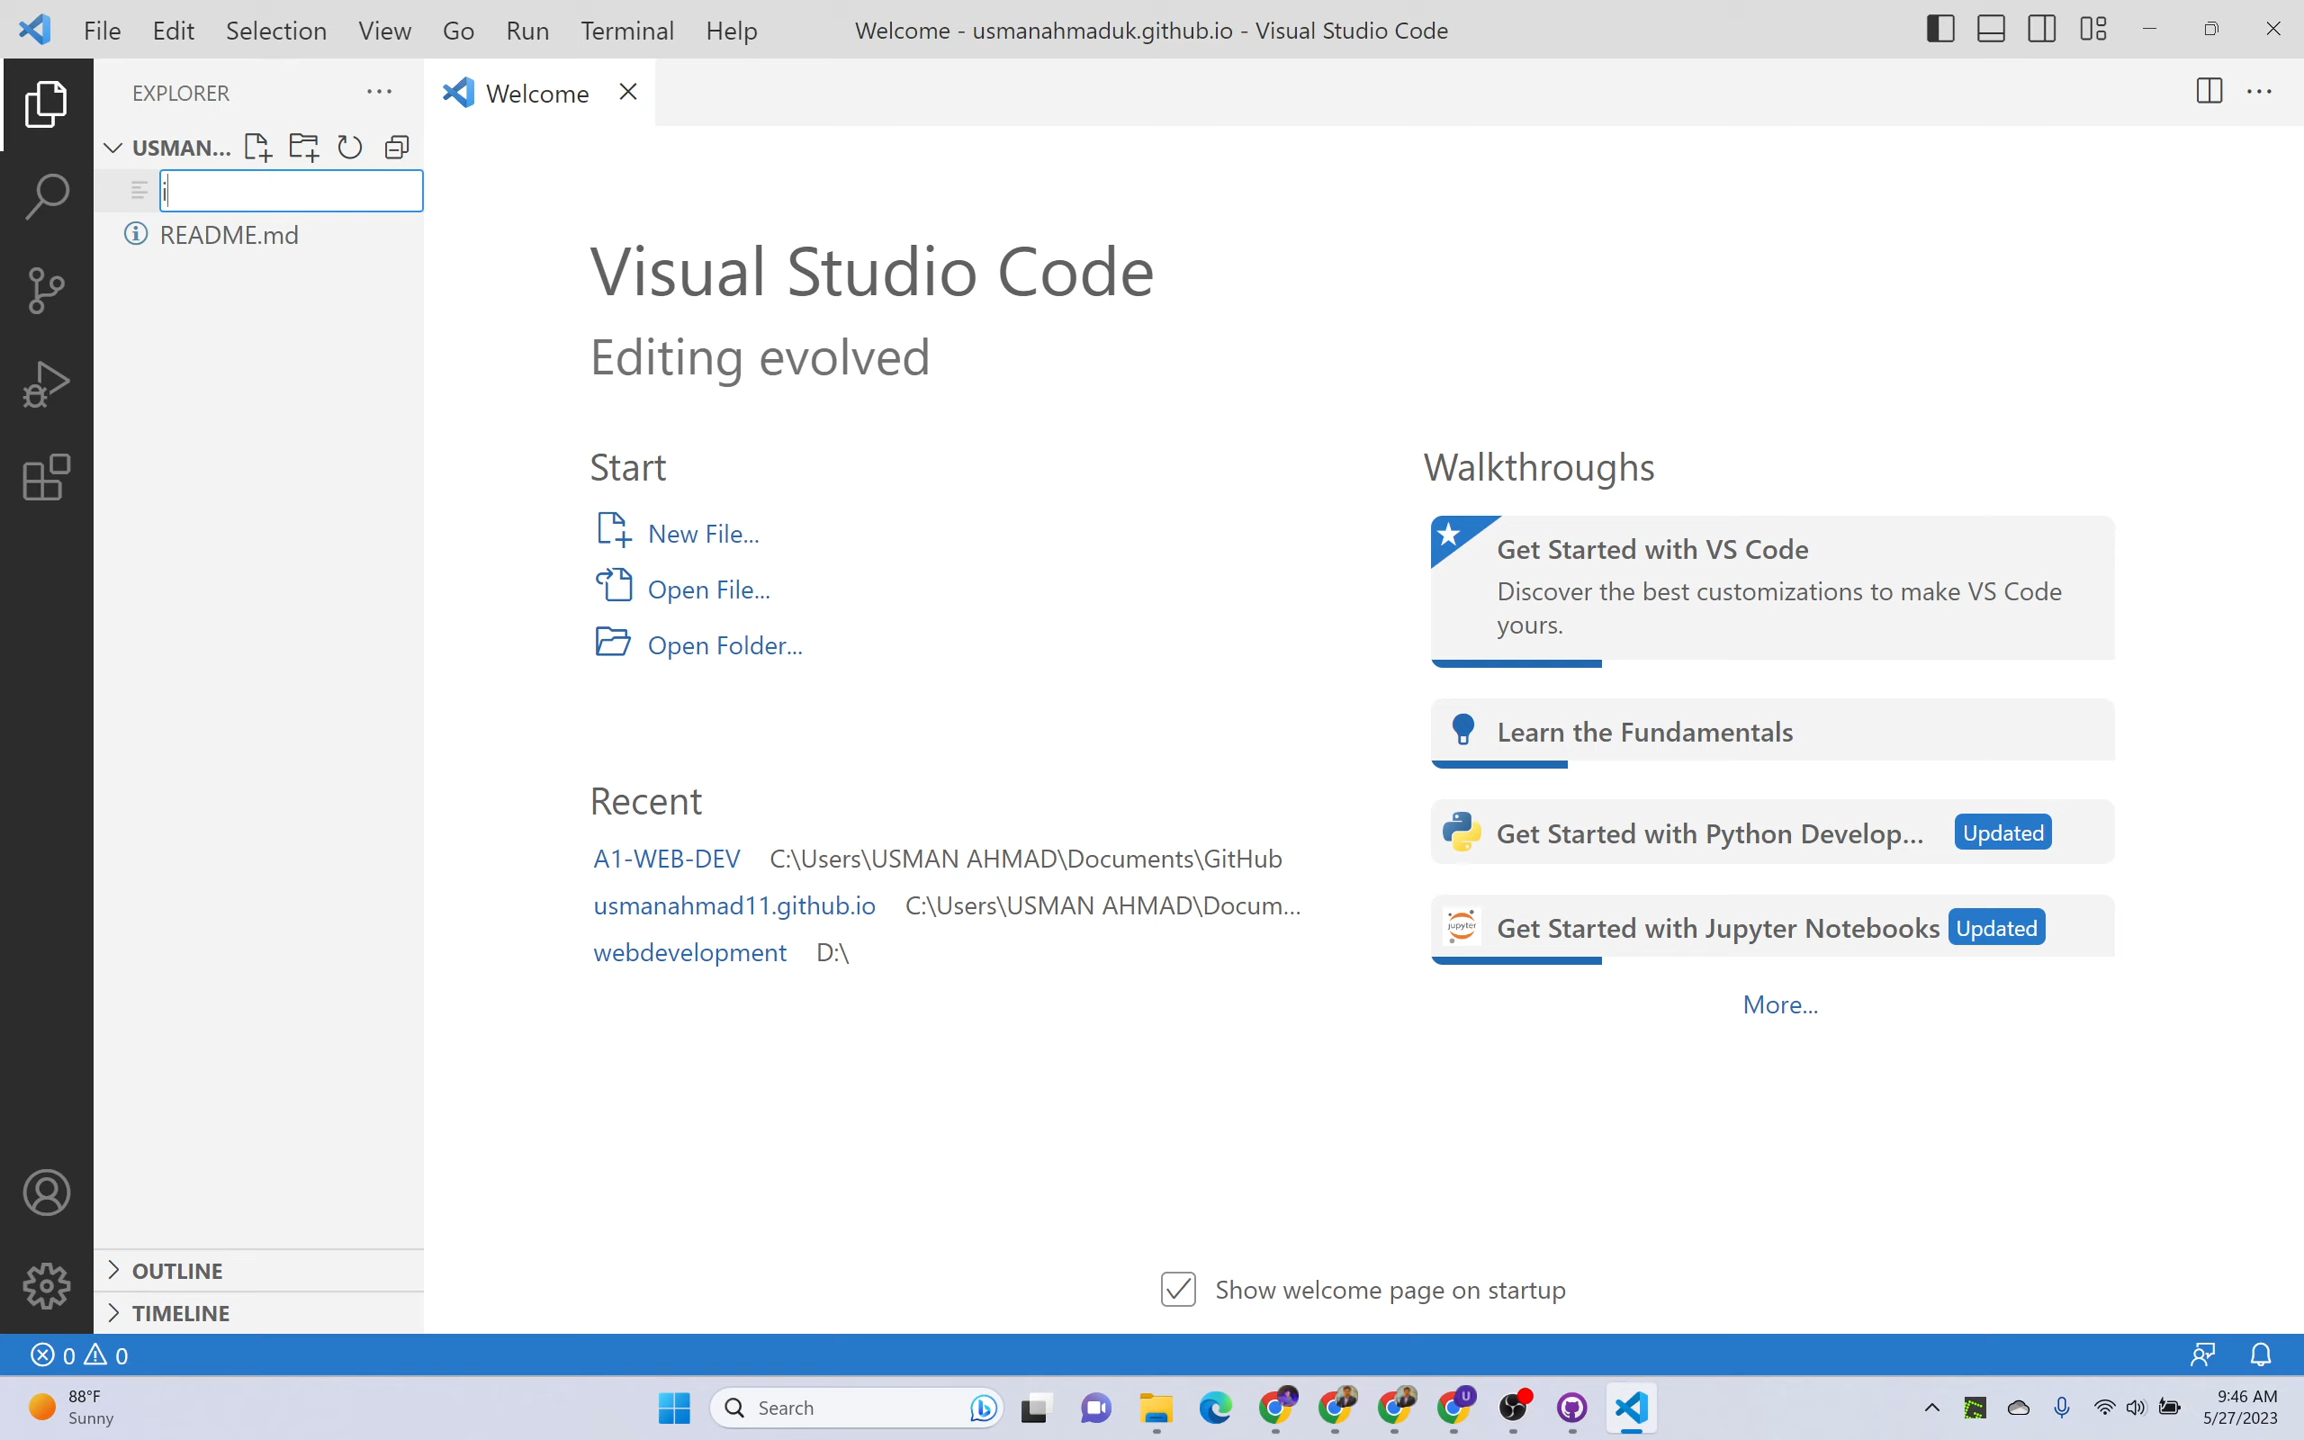 File Edit Selection View Go Run Terminal Help Welcome - usmanahmaduk.github.io - Visual Studio Code
EXPLORER
Welcome
USMAN...
i
README.md
Visual Studio Code
Editing evolved
Start
New File...
Open File...
Open Folder...
Recent
A1-WEB-DEV C:\Users\USMAN AHMAD\Documents\GitHub
usmanahmad11.github.io C:\Users\USMAN AHMAD\Docum...
webdevelopment D:\
Walkthroughs
Get Started with VS Code
Discover the best customizations to make VS Code
yours.
Learn the Fundamentals
Get Started with Python Develop... Updated
jupyter Get Started with Jupyter Notebooks Updated
More...
Show welcome page on startup
OUTLINE
TIMELINE
0 0
88°F
Sunny
Search
U
9:46 AM
5/27/2023